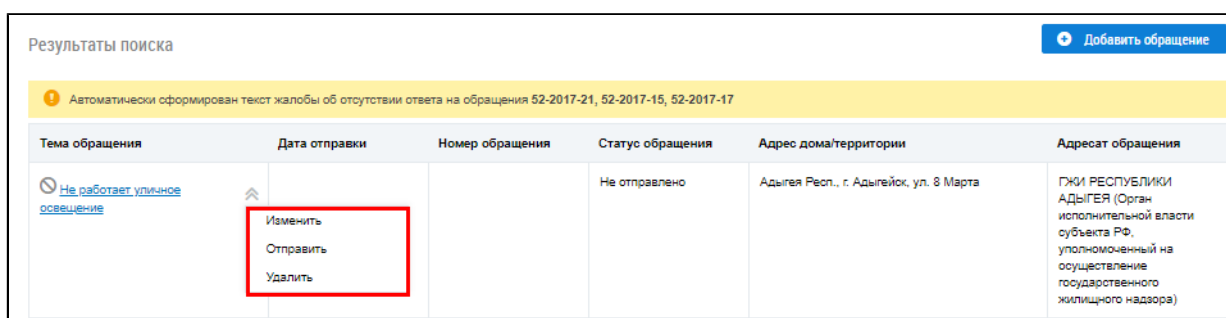 Результаты поиска
Добавить обращение
Автоматически сформирован текст жалобы об отсутствии ответа на обращения 52-2017-21, 52-2017-15, 52-2017-17
Тема обращения
Дата отправки
Номер обращения
Статус обращения
Адрес дома/территории
Адресат обращения
Не работает уличное
освещение
Изменить
Отправить
Удалить
Не отправлено
Адыгея Респ., г. Адыгейск, ул. 8 Марта
ГЖИ РЕСПУБЛИКИ
АДЫГЕЯ (Орган
исполнительной власти
субъекта РФ,
уполномоченный на
осуществление
государственного
жилищного надзора)